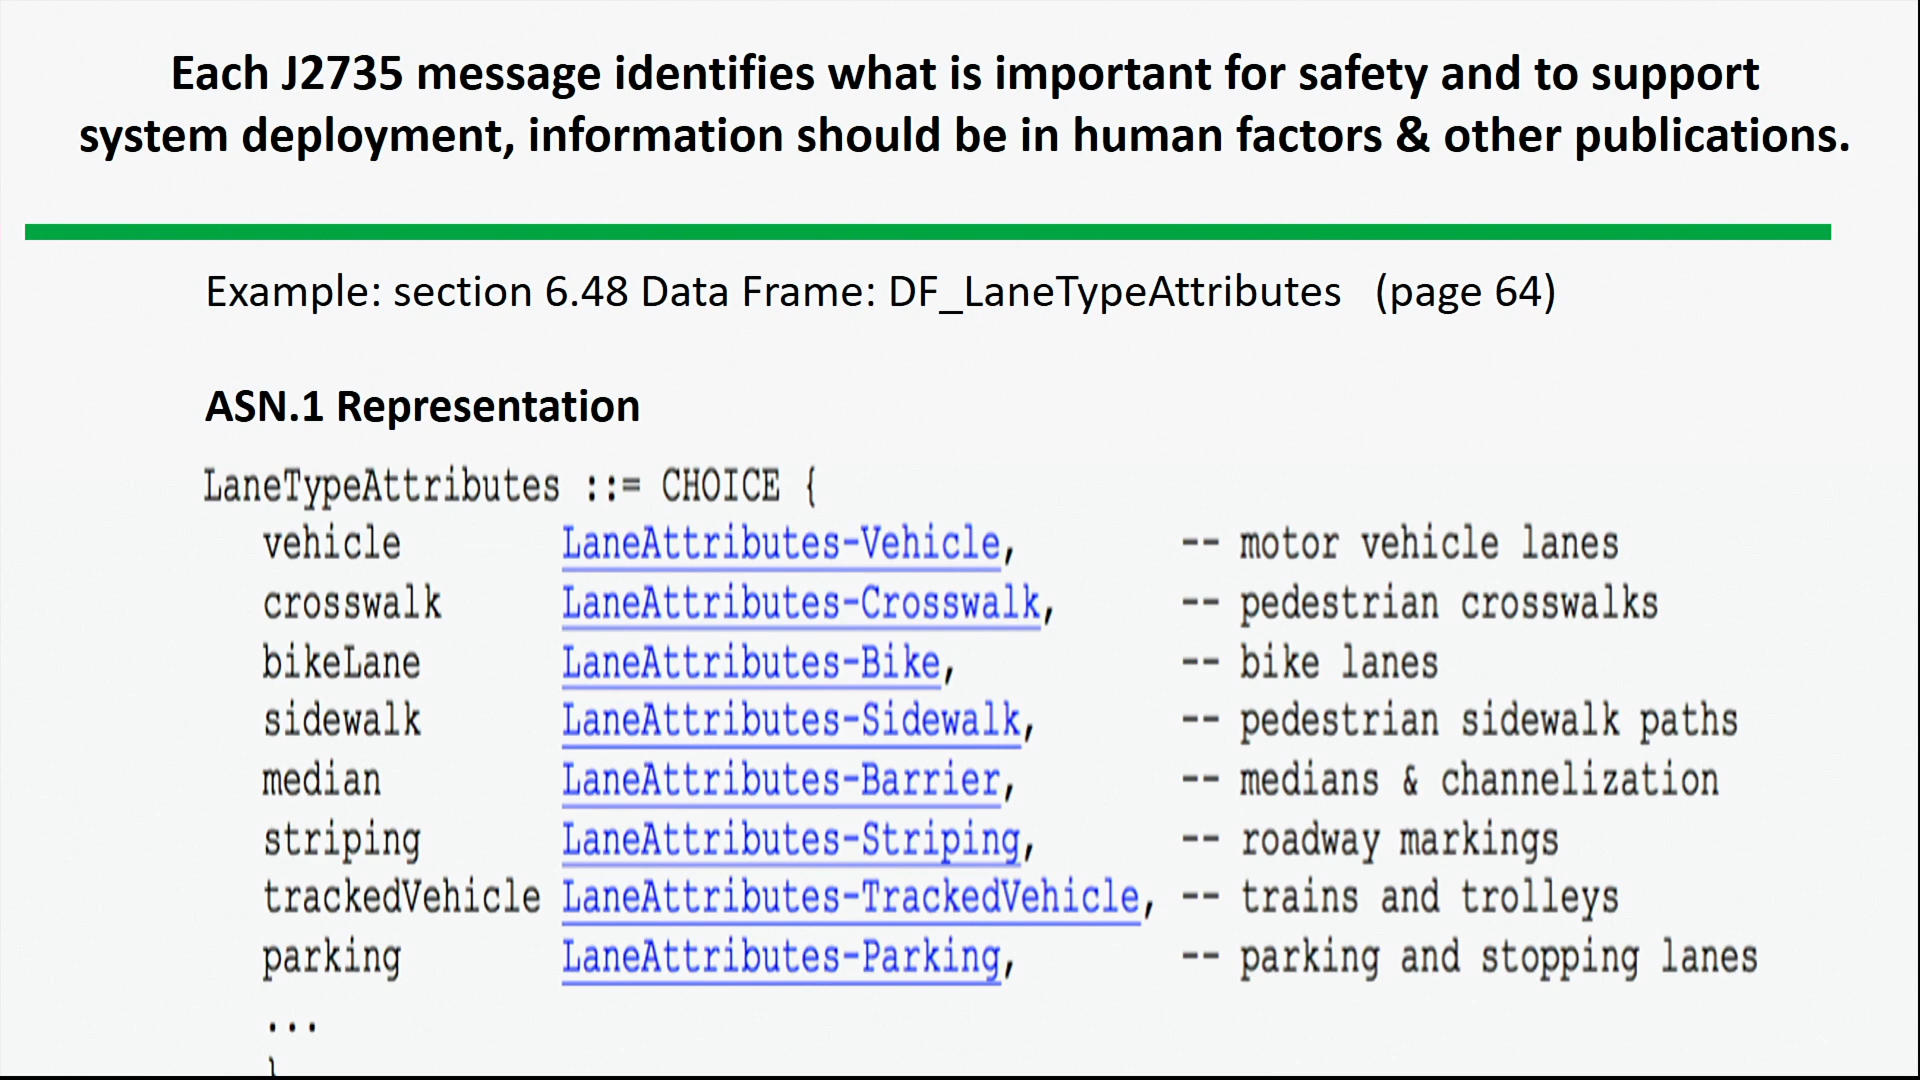 Each J2735 message identifies what is important for safety and to support
system deployment, information should be in human factors & other publications.
Example: section 6.48 Data Frame: DF_LaneTypeAttributes (page 64)
ASN.1 Representation
LaneTypeAttributes ::= CHOICE {
vehicle LaneAttributes-Vehicle, -- motor vehicle lanes
crosswalk LaneAttributes-Crosswalk, -- pedestrian crosswalks
bikeLane LaneAttributes-Bike, -- bike lanes
sidewalk LaneAttributes-Sidewalk, -- pedestrian sidewalk paths
median LaneAttributes-Barrier, -- medians & channelization
striping LaneAttributes-Striping, -- roadway markings
trackedVehicle LaneAttributes-TrackedVehicle, -- trains and trolleys
parking LaneAttributes-Parking, -- parking and stopping lanes
...
}